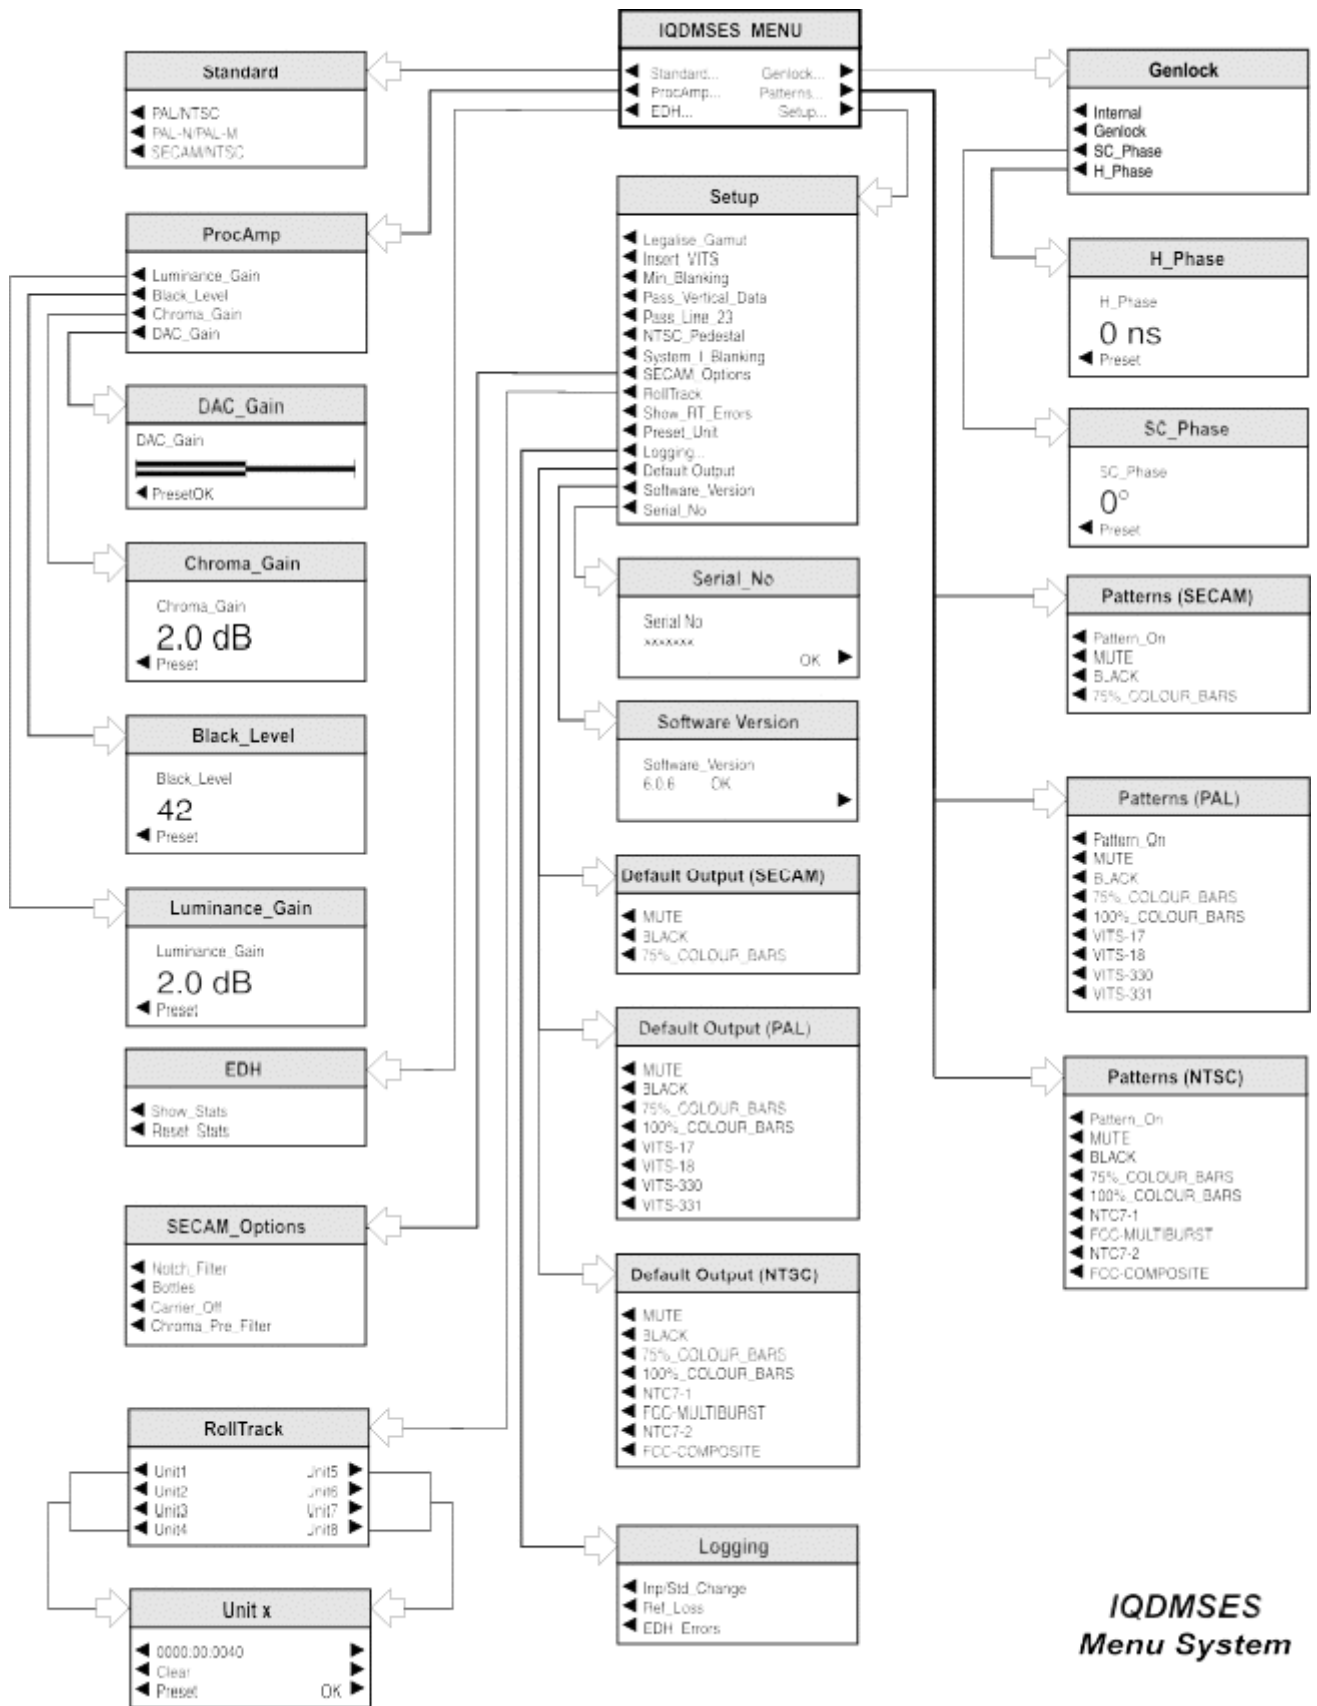 IQDMSES MENU
Standard... Genlock...
ProcAmp... Patterns...
EDH... Setup...
Standard
PAL/NTSC
PAL-N/PAL-M
SECAM/NTSC
ProcAmp
Luminance_Gain
Black_Level
Chroma_Gain
DAC_Gain
DAC_Gain
DAC_Gain
PresetOK
Chroma_Gain
Chroma_Gain
2.0 dB
Preset
Black_Level
Black_Level
42
Preset
Luminance_Gain
Luminance_Gain
2.0 dB
Preset
EDH
Show_Stats
Reset_Stats
SECAM_Options
Notch_Filter
Bottles
Carrier_Off
Chroma_Pre_Filter
RollTrack
Unit1 Unit5
Unit2 Unit6
Unit3 Unit7
Unit4 Unit8
Unit x
0000:00:0040
Clear
Preset OK
Setup
Legalise_Gamut
Insert_VITS
Min_Blanking
Pass_Vertical_Data
Pass_Line_23
NTSC_Pedestal
System_I_Blanking
SECAM_Options
RollTrack
Show_RT_Errors
Preset_Unit
Logging...
Default Output
Software_Version
Serial_No
Serial_No
Serial No
xxxxxxx
OK
Software Version
Software_Version
6.0.6 OK
Default Output (SECAM)
MUTE
BLACK
75%_COLOUR_BARS
Default Output (PAL)
MUTE
BLACK
75%_COLOUR_BARS
100%_COLOUR_BARS
VITS-17
VITS-18
VITS-330
VITS-331
Default Output (NTSC)
MUTE
BLACK
75%_COLOUR_BARS
100%_COLOUR_BARS
NTC7-1
FCC-MULTIBURST
NTC7-2
FCC-COMPOSITE
Logging
Inp/Std_Change
Ref_Loss
EDH_Errors
Genlock
Internal
Genlock
SC_Phase
H_Phase
H_Phase
H_Phase
0 ns
Preset
SC_Phase
SC_Phase
0°
Preset
Patterns (SECAM)
Pattern_On
MUTE
BLACK
75%_COLOUR_BARS
Patterns (PAL)
Pattern_On
MUTE
BLACK
75%_COLOUR_BARS
100%_COLOUR_BARS
VITS-17
VITS-18
VITS-330
VITS-331
Patterns (NTSC)
Pattern_On
MUTE
BLACK
75%_COLOUR_BARS
100%_COLOUR_BARS
NTC7-1
FCC-MULTIBURST
NTC7-2
FCC-COMPOSITE
IQDMSES
Menu System